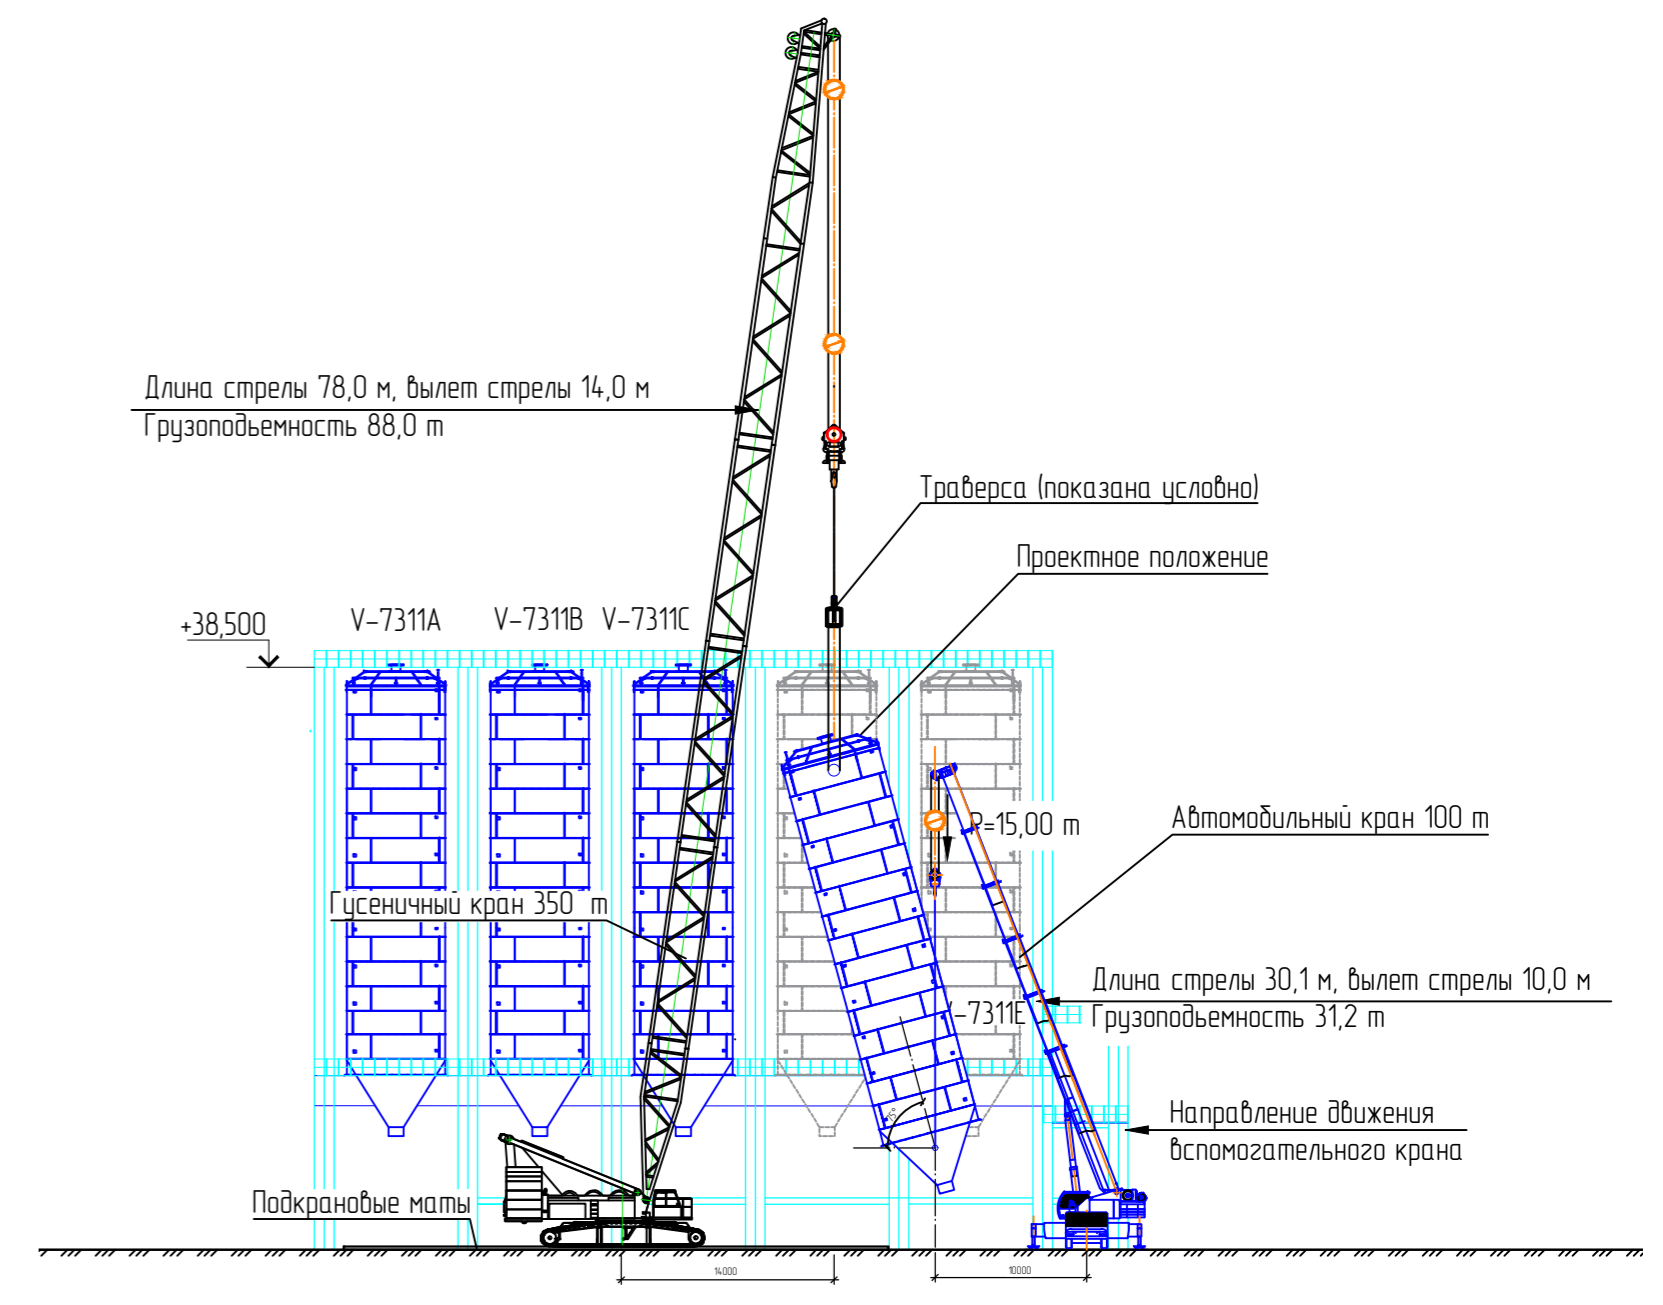 Длина стрелы 78,0 м, вылет стрелы 14,0 м
Грузоподьемность 88,0 т
Траверса (показана условно)
Проектное положение
+38,500
V-7311A
V-7311B
V-7311C
R=15,00 т
Автомобильный кран 100 т
Гусеничный кран 350 т
Длина стрелы 30,1 м, вылет стрелы 10,0 м
Грузоподьемность 31,2 т
-7311E
75°
Направление движения
вспомогательного крана
Подкрановые маты
14000
10000